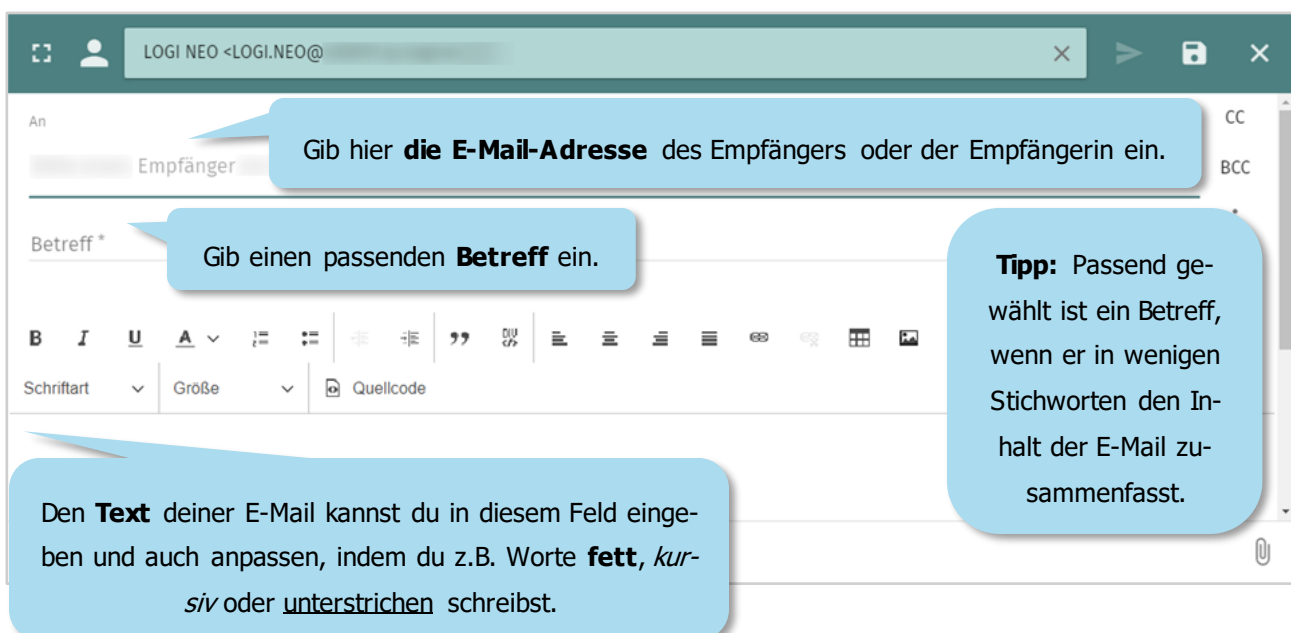 LOGI NEO <LOGI.NEO@
An
CC
Gib hier die E-Mail-Adresse des Empfängers oder der Empfängerin ein.
Empfänger
BCC
Betreff *
Gib einen passenden Betreff ein.
Tipp: Passend ge-
wählt ist ein Betreff,
wenn er in wenigen
Stichworten den In-
halt der E-Mail zu-
sammenfasst.
B I U A
Schriftart Größe Quellcode
Den Text deiner E-Mail kannst du in diesem Feld einge-
ben und auch anpassen, indem du z.B. Worte fett, kur-
siv oder unterstrichen schreibst.